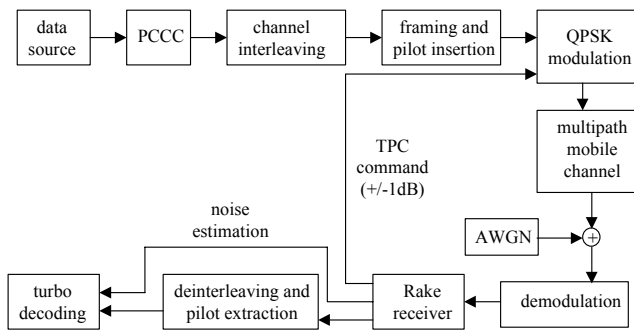 data
source
PCCC
channel
interleaving
framing and
pilot insertion
QPSK
modulation
multipath
mobile
channel
TPC
command
(+/-1dB)
noise
estimation
AWGN
+
turbo
decoding
deinterleaving and
pilot extraction
Rake
receiver
demodulation